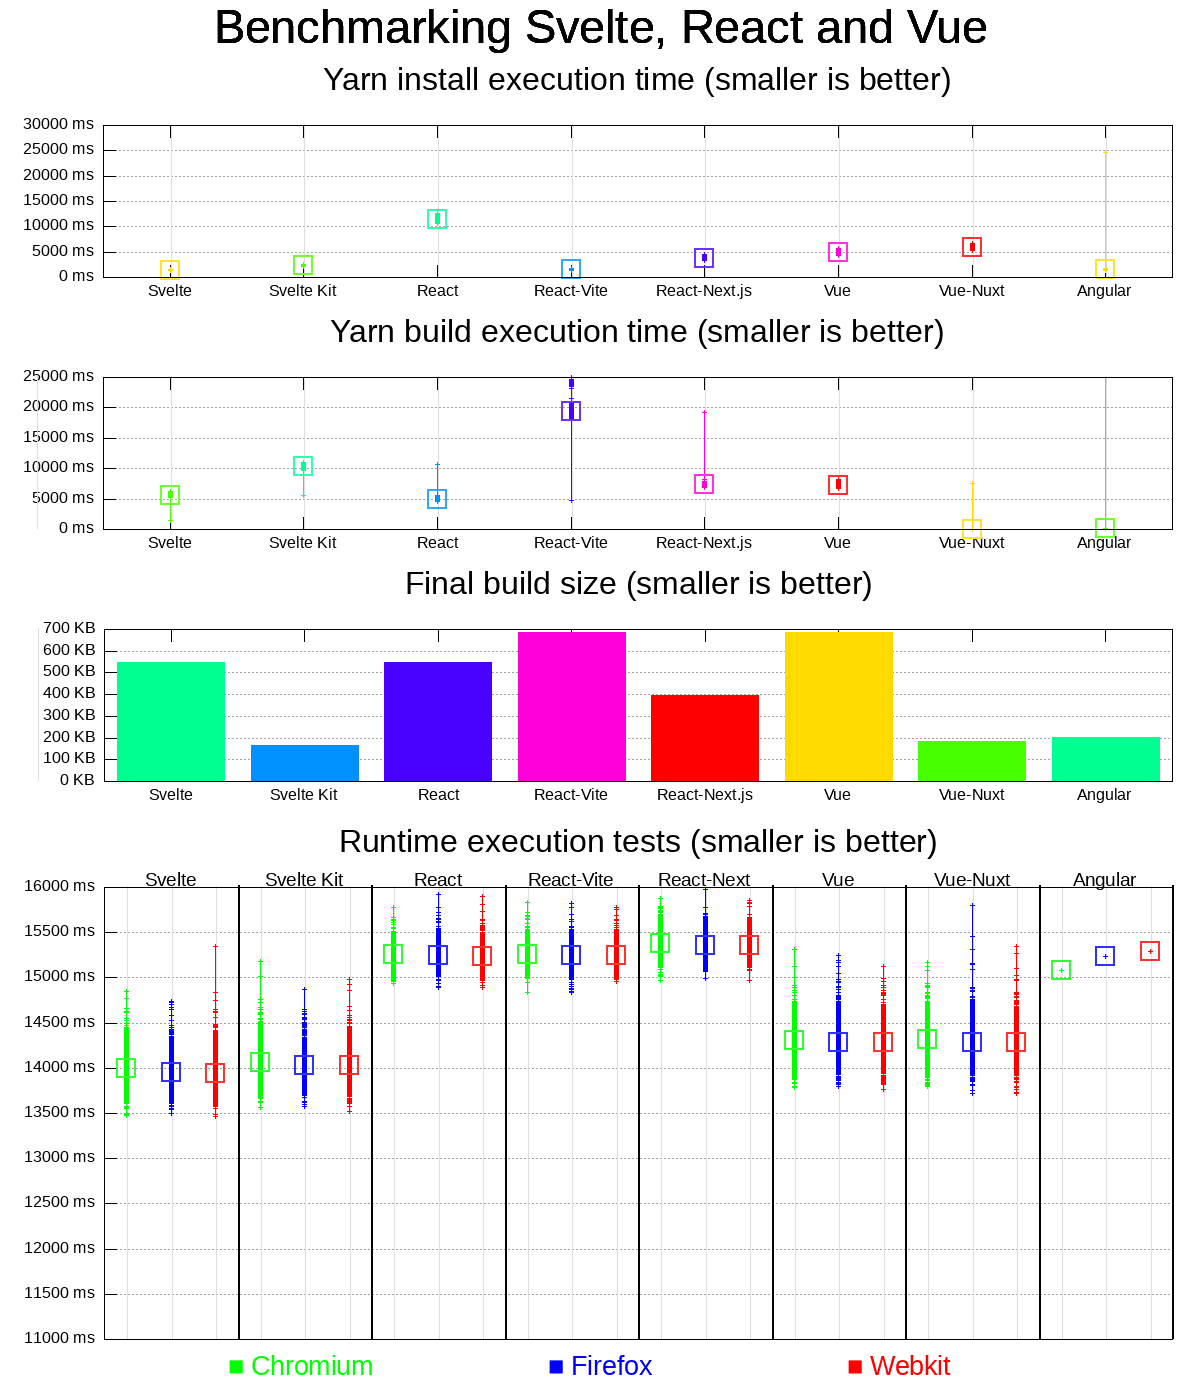 Benchmarking Svelte, React and Vue
Yarn install execution time (smaller is better)
30000 ms
25000 ms
20000 ms
15000 ms
10000 ms
5000 ms
0 ms
Svelte Svelte Kit React React-Vite React-Next.js Vue Vue-Nuxt Angular
Yarn build execution time (smaller is better)
25000 ms
20000 ms
15000 ms
10000 ms
5000 ms
0 ms
Svelte Svelte Kit React React-Vite React-Next.js Vue Vue-Nuxt Angular
Final build size (smaller is better)
700 KB
600 KB
500 KB
400 KB
300 KB
200 KB
100 KB
0 KB
Svelte Svelte Kit React React-Vite React-Next.js Vue Vue-Nuxt Angular
Runtime execution tests (smaller is better)
Svelte Svelte Kit React React-Vite React-Next Vue Vue-Nuxt Angular
16000 ms
15500 ms
15000 ms
14500 ms
14000 ms
13500 ms
13000 ms
12500 ms
12000 ms
11500 ms
11000 ms
Chromium Firefox Webkit